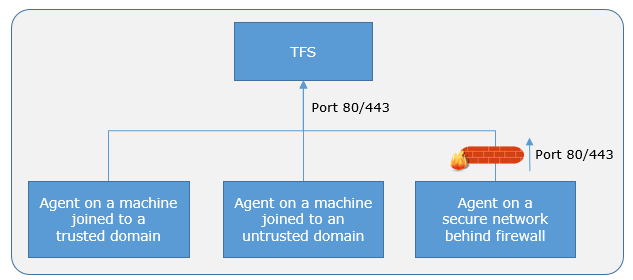 TFS
Port 80/443
Port 80/443
Agent on a machine
joined to a
trusted domain
Agent on a machine
joined to an
untrusted domain
Agent on a
secure network
behind firewall